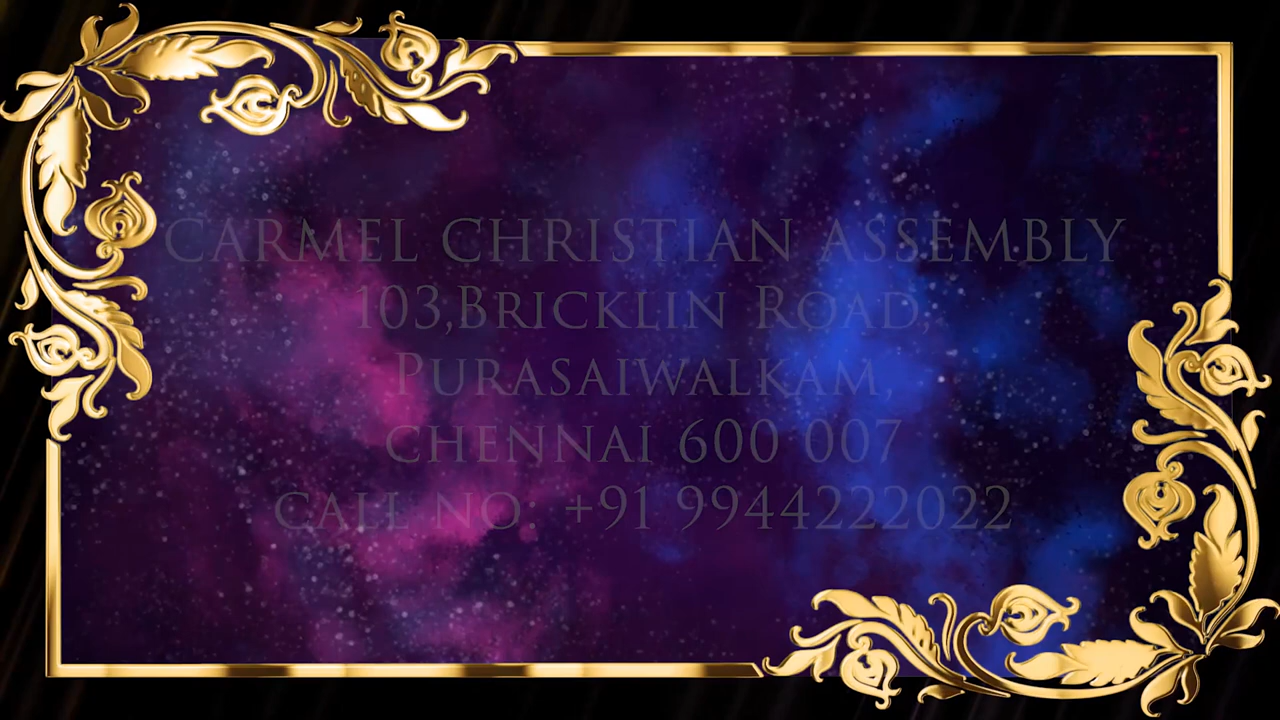 CARMEL CHRISTIAN ASSEMBLY
103,BRICKLIN ROAD,
PURASAIWALKAM,
CHENNAI 600 007
CALL NO. +91 9944222022